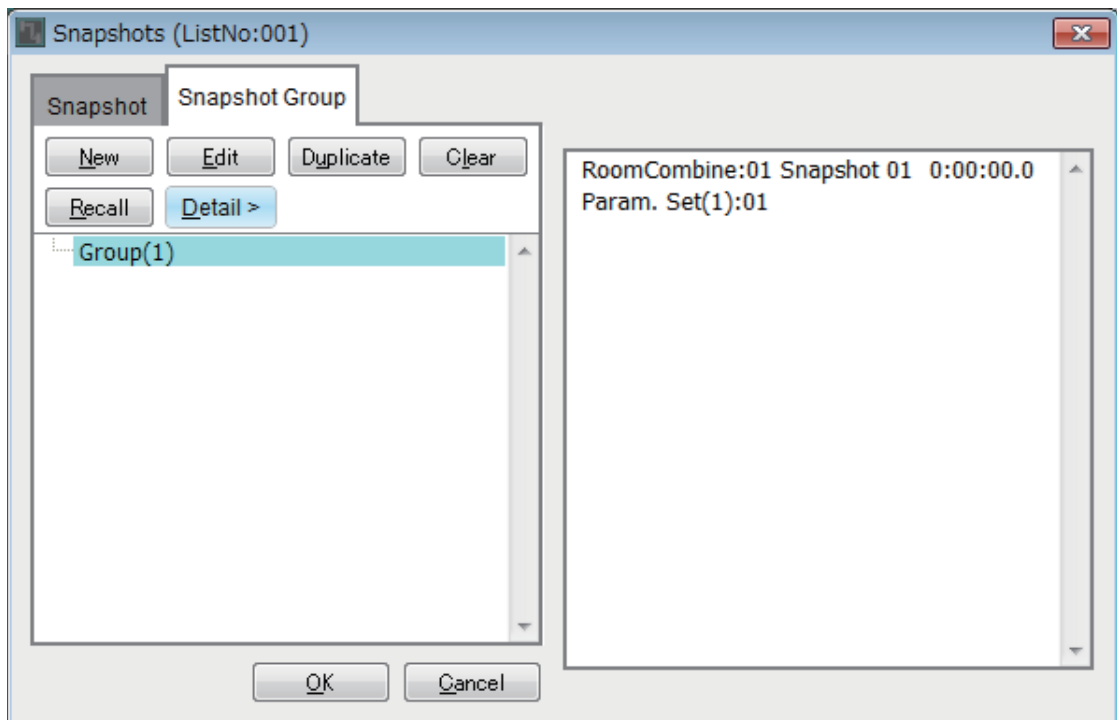 Snapshots (ListNo:001)
Snapshot
Snapshot Group
New
Edit
Duplicate
Clear
Recall
Detail >
Group(1)
RoomCombine:01 Snapshot 01 0:00:00.0
Param. Set(1):01
OK
Cancel